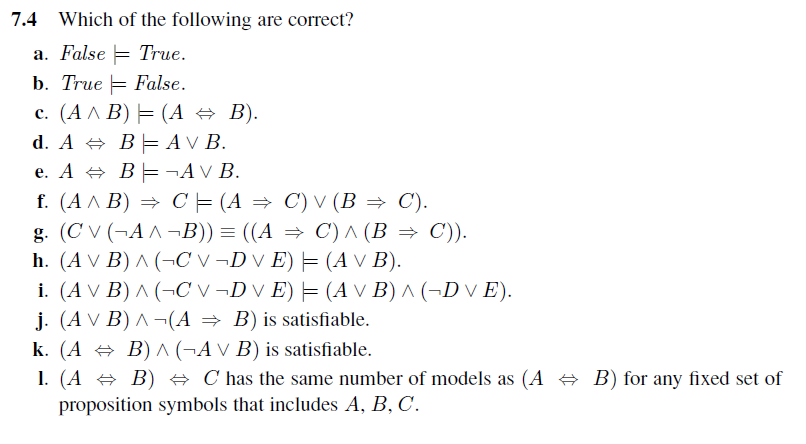 7.4 Which of the following are correct?
a. False ⊨ True.
b. True ⊨ False.
c. (A ∧ B) ⊨ (A ⇔ B).
d. A ⇔ B ⊨ A ∨ B.
e. A ⇔ B ⊨ ¬A ∨ B.
f. (A ∧ B) ⇒ C ⊨ (A ⇒ C) ∨ (B ⇒ C).
g. (C ∨ (¬A ∧ ¬B)) ≡ ((A ⇒ C) ∧ (B ⇒ C)).
h. (A ∨ B) ∧ (¬C ∨ ¬D ∨ E) ⊨ (A ∨ B).
i. (A ∨ B) ∧ (¬C ∨ ¬D ∨ E) ⊨ (A ∨ B) ∧ (¬D ∨ E).
j. (A ∨ B) ∧ ¬(A ⇒ B) is satisfiable.
k. (A ⇔ B) ∧ (¬A ∨ B) is satisfiable.
l. (A ⇔ B) ⇔ C has the same number of models as (A ⇔ B) for any fixed set of
proposition symbols that includes A, B, C.